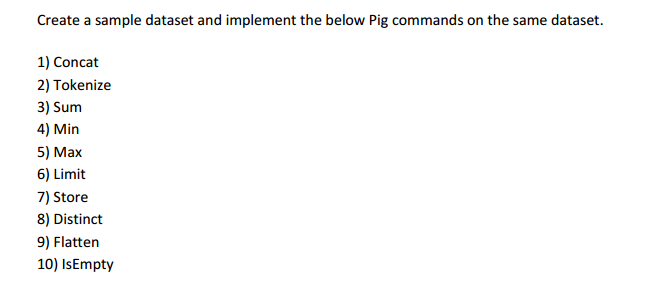 Create a sample dataset and implement the below Pig commands on the same dataset.
1) Concat
2) Tokenize
3) Sum
4) Min
5) Max
6) Limit
7) Store
8) Distinct
9) Flatten
10) IsEmpty